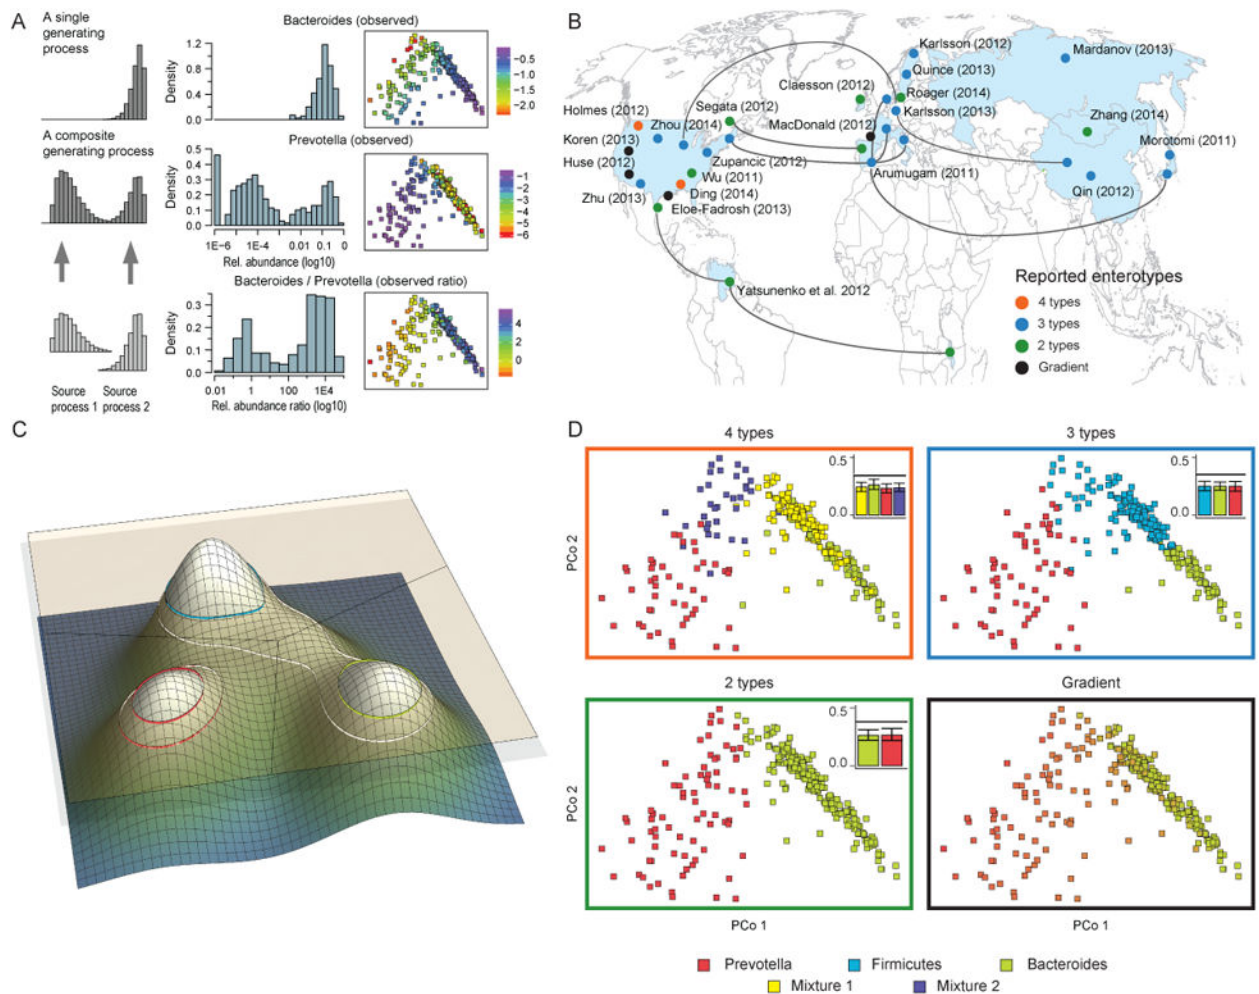 A
A single
generating
process
A composite
generating process
Source
process 1
Source
process 2
Bacteroides (observed)
Density
1.2
0.8
0.4
0.0
−0.5
−1.0
−1.5
−2.0
Prevotella (observed)
Density
0.5
0.4
0.3
0.2
0.1
0.0
1E−6
1E−4
0.01
0.1
0
Rel. abundance (log10)
−1
−2
−3
−4
−5
−6
Bacteroides / Prevotella (observed ratio)
Density
0.3
0.2
0.1
0
0.01
1
100
1E+4
Rel. abundance ratio (log10)
4
2
0
−2
B
Karlsson (2012)
Mardanov (2013)
Quince (2013)
Claesson (2012)
Roager (2014)
Holmes (2012)
Segata (2012)
Karlsson (2013)
Zhang (2014)
Zhou (2014)
MacDonald (2012)
Koren (2013)
Morotomi (2011)
Huse (2012)
Zupancic (2012)
Wu (2011)
Arumugam (2011)
Zhu (2013)
Ding (2014)
Qin (2012)
Eloe-Fadrosh (2013)
Yatsunenko et al. 2012
Reported enterotypes
4 types
3 types
2 types
Gradient
C
D
4 types
0.5
0.0
PCo 2
3 types
0.5
0.0
2 types
0.5
0.0
PCo 2
PCo 1
Gradient
PCo 1
Prevotella
Firmicutes
Bacteroides
Mixture 1
Mixture 2